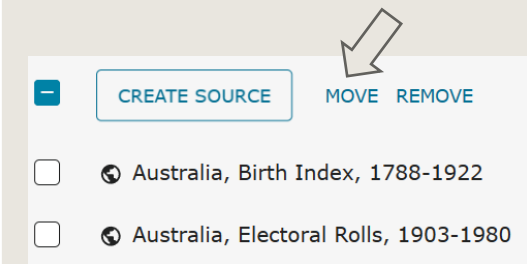 CREATE SOURCE MOVE REMOVE
Australia, Birth Index, 1788-1922
Australia, Electoral Rolls, 1903-1980